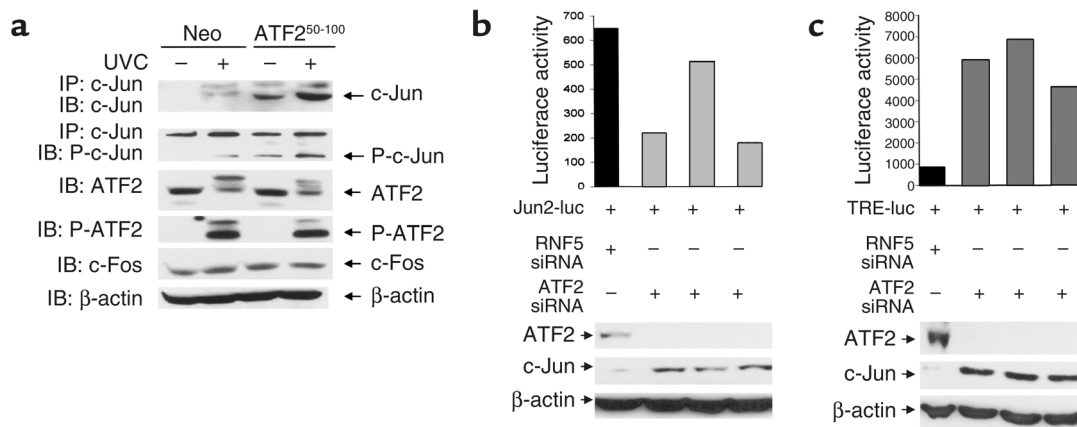 a
Neo ATF2⁵⁰⁻¹⁰⁰
UVC − + − +
IP: c-Jun
IB: c-Jun
c-Jun
IP: c-Jun
IB: P-c-Jun
P-c-Jun
IB: ATF2
ATF2
IB: P-ATF2
P-ATF2
IB: c-Fos
c-Fos
IB: β-actin
β-actin
b
Luciferace activity
700
600
500
400
300
200
100
0
Jun2-luc + + + +
RNF5
siRNA + − − −
ATF2
siRNA − + + +
ATF2
c-Jun
β-actin
c
Luciferace activity
8000
7000
6000
5000
4000
3000
2000
1000
0
TRE-luc + + + +
RNF5
siRNA + − − −
ATF2
siRNA − + + +
ATF2
c-Jun
β-actin